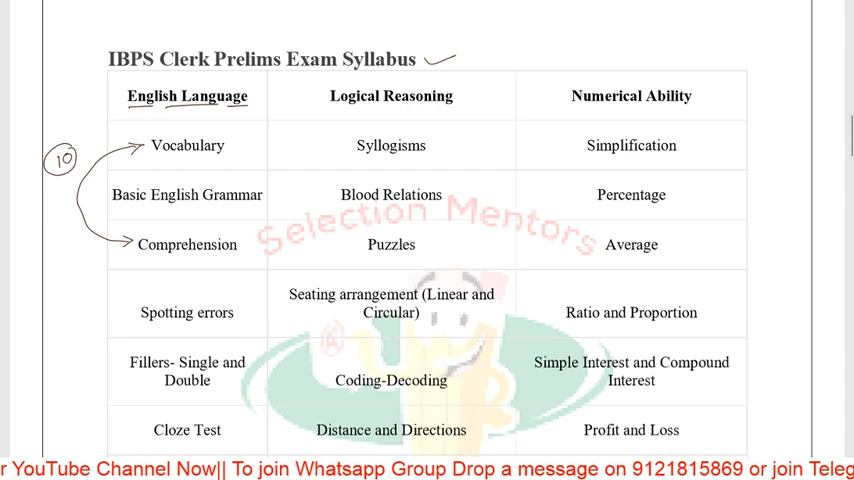 IBPS Clerk Prelims Exam Syllabus
English Language Logical Reasoning Numerical Ability
10
Vocabulary Syllogisms Simplification
Basic English Grammar Blood Relations Percentage
Selection Mentors
Comprehension Puzzles Average
Spotting errors Seating arrangement (Linear and
Circular) Ratio and Proportion
Fillers- Single and
Double Coding-Decoding Simple Interest and Compound
Interest
Cloze Test Distance and Directions Profit and Loss
r YouTube Channel Now|| To join Whatsapp Group Drop a message on 9121815869 or join Teleg